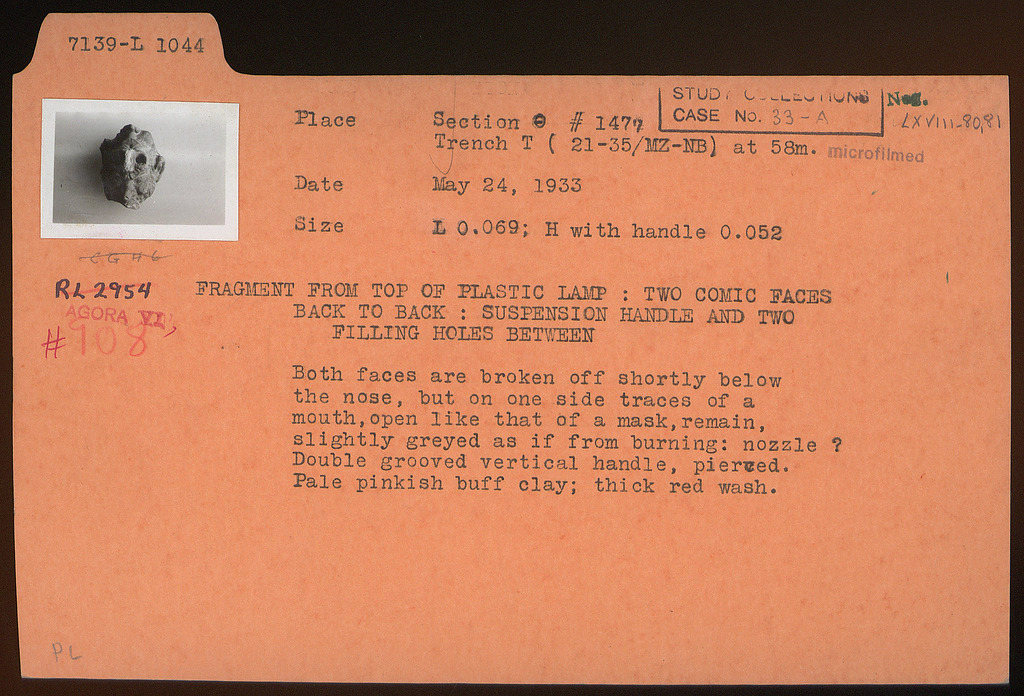 7139-L 1044
STUDY COLLECTIONS
CASE No. 33-A
Neg.
LXVIII-80,81
Place Section Θ # 1477
Trench T ( 21-35/MZ-NB) at 58m.
microfilmed
Date May 24, 1933
Size L 0.069; H with handle 0.052
RL 2954
AGORA VI,
#908
FRAGMENT FROM TOP OF PLASTIC LAMP : TWO COMIC FACES
BACK TO BACK : SUSPENSION HANDLE AND TWO
FILLING HOLES BETWEEN
Both faces are broken off shortly below
the nose, but on one side traces of a
mouth,open like that of a mask,remain,
slightly greyed as if from burning: nozzle ?
Double grooved vertical handle, pierced.
Pale pinkish buff clay; thick red wash.
PL